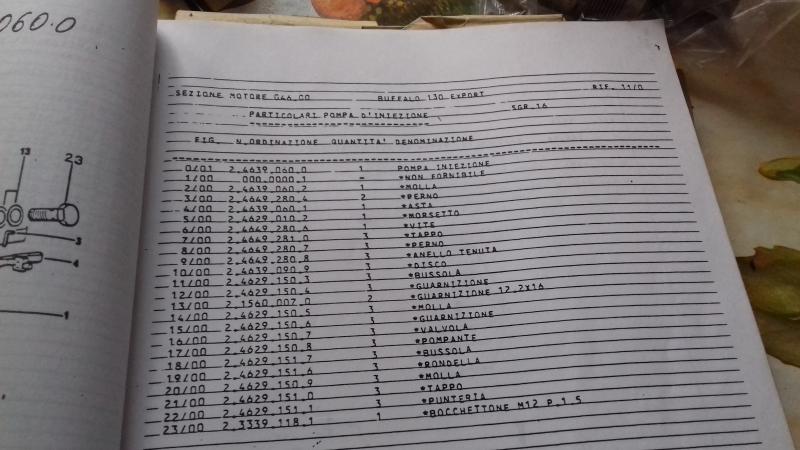 060.0
13
23
3
4
1
SEZIONE MOTORE G46.00 BUFFALO 130 EXPORT RIF. 11/0
PARTICOLARI POMPA D'INIEZIONE SGR.16
FIG. N.ORDINAZIONE QUANTITA' DENOMINAZIONE
0/01 2.4639.060.0 1 POMPA INIEZIONE
1/00 000.0000.1 - *NON FORNIBILE
2/00 2.4639.060.2 1 *MOLLA
3/00 2.4649.280.4 2 *PERNO
4/00 2.4639.060.1 1 *ASTA
5/00 2.4629.010.2 1 *MORSETTO
6/00 2.4649.280.6 1 *VITE
7/00 2.4649.281.0 3 *TAPPO
8/00 2.4649.280.7 3 *PERNO
9/00 2.4649.280.8 3 *ANELLO TENUTA
10/00 2.4639.090.9 3 *DISCO
11/00 2.4629.150.3 3 *BUSSOLA
12/00 2.4629.150.4 3 *GUARNIZIONE
13/00 2.1560.007.0 2 *GUARNIZIONE 12.2X16
14/00 2.4629.150.5 3 *MOLLA
15/00 2.4629.150.6 3 *GUARNIZIONE
16/00 2.4629.150.7 3 *VALVOLA
17/00 2.4629.150.8 3 *POMPANTE
18/00 2.4629.151.7 3 *BUSSOLA
19/00 2.4629.151.6 3 *RONDELLA
20/00 2.4629.150.9 3 *MOLLA
21/00 2.4629.151.0 3 *TAPPO
22/00 2.4629.151.1 3 *PUNTERIA
23/00 2.3339.118.1 1 *BOCCHETTONE M12 P.1.5